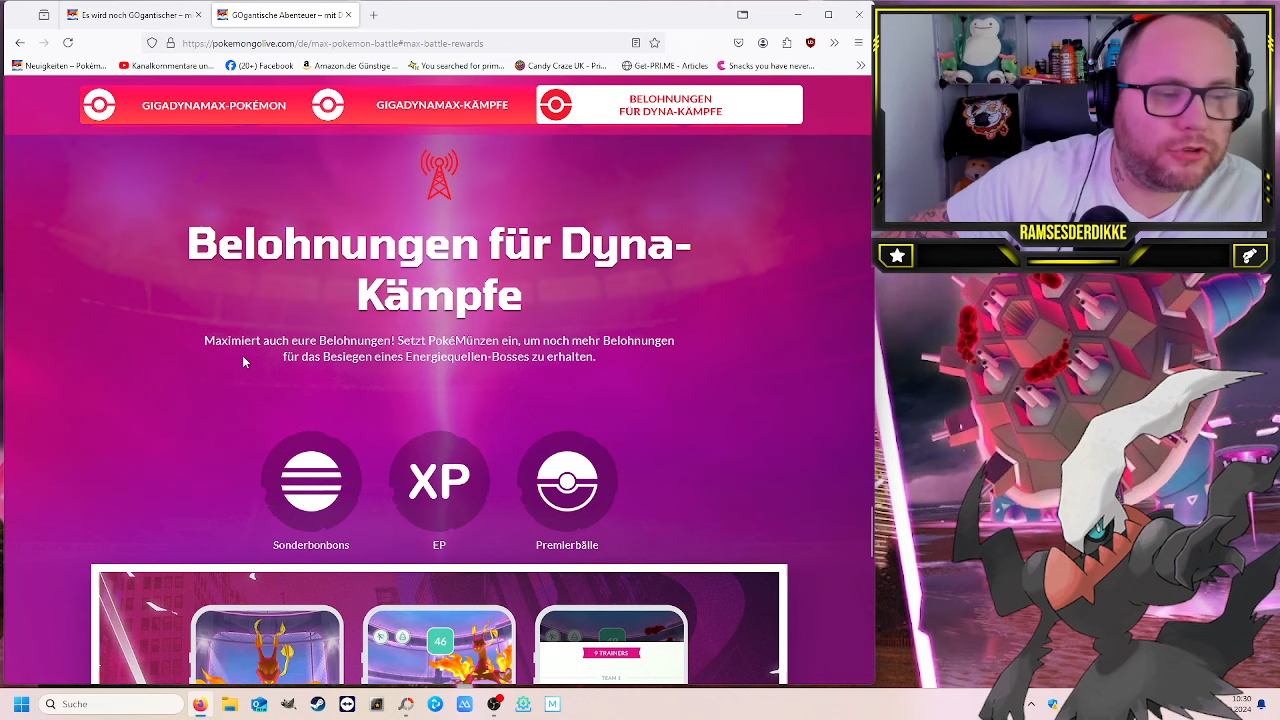 Es wird noch GOgantischer: M
GOgantische Abenteuer – mit D
https://pokemongolive.com/de/max-pokemon-battle#max-battle-rewards
Neuigkeiten – Pokém...
Kanalkommentare un...
(20+) Facebook
Amazon.de
You searched for prim...
Candy Craze UK - Pri...
Get-PRI.ME - Articles
Snacks you haven't e...
GIGADYNAMAX-POKÉMON
GIGADYNAMAX-KÄMPFE
BELOHNUNGEN
FÜR DYNA-KÄMPFE
Belohnungen für Dyna-
Kämpfe
Maximiert auch eure Belohnungen! Setzt PokéMünzen ein, um noch mehr Belohnungen
für das Besiegen eines Energiequellen-Bosses zu erhalten.
XP
Sonderbonbons
EP
Premierbälle
46
9 TRAINERS
TEAM 1
RAMSESDERDIKKE
Suche
10:30
2024